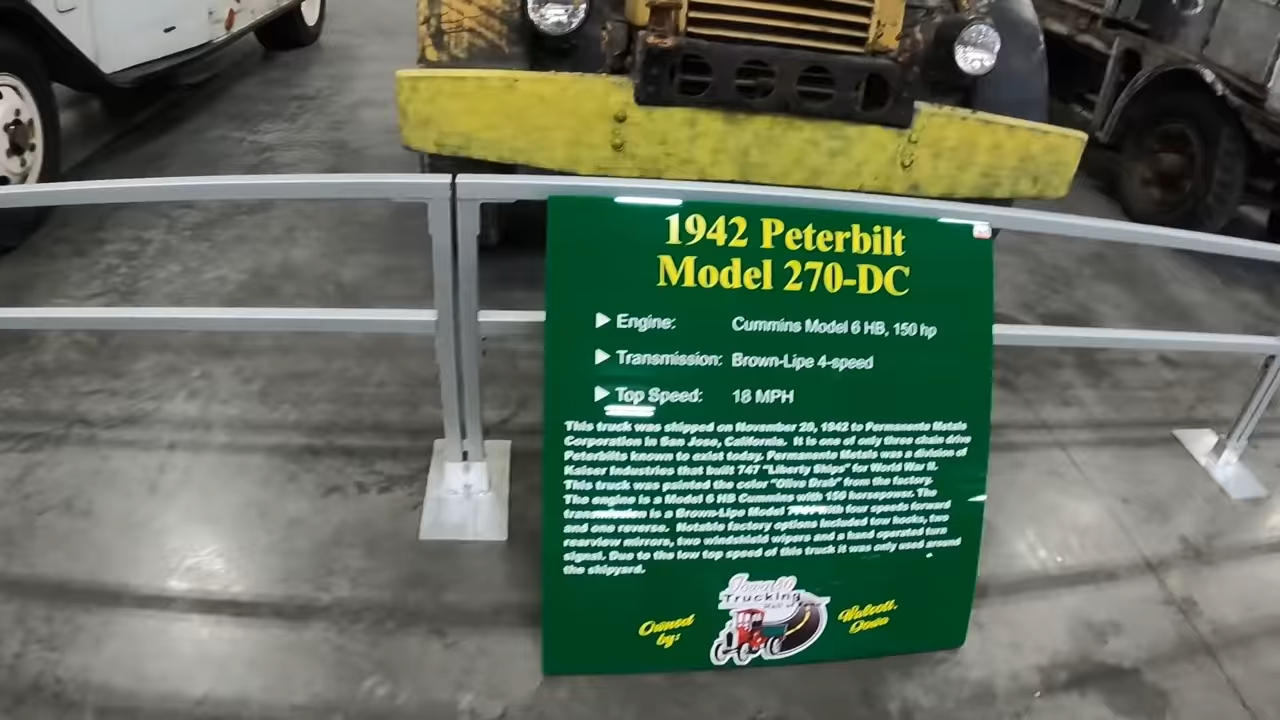 1942 Peterbilt
Model 270-DC
Engine: Cummins Model 6 HB, 150 hp
Transmission: Brown-Lipe 4-speed
Top Speed: 18 MPH
This truck was shipped on November 28, 1942 to Permanente Metals
Corporation in San Jose, California. It is one of only three chain drive
Peterbilts known to exist today. Permanente Metals was a division of
Kaiser Industries that built 747 "Liberty Ships" for World War II.
This truck was painted the color "Olive Drab" from the factory.
The engine is a Model 6 HB Cummins with 150 horsepower. The
transmission is a Brown-Lipe Model with four speeds forward
and one reverse. Notable factory options included tow hooks, two
rearview mirrors, two windshield wipers and a hand operated turn
signal. Due to the low top speed of this truck it was only used around
the shipyard.
Owned
by:
Iowa 80
Trucking
Walcott,
Iowa